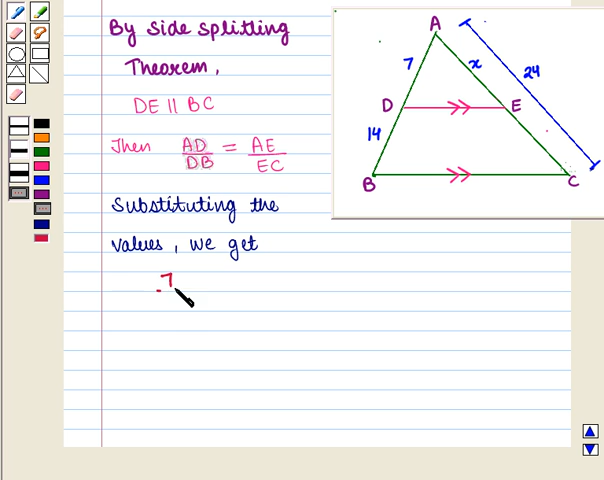 By side splitting
Theorem,
DE || BC
Then AD/DB = AE/EC
Substituting the
values, we get
7
A
7
x
24
D
E
14
B
C